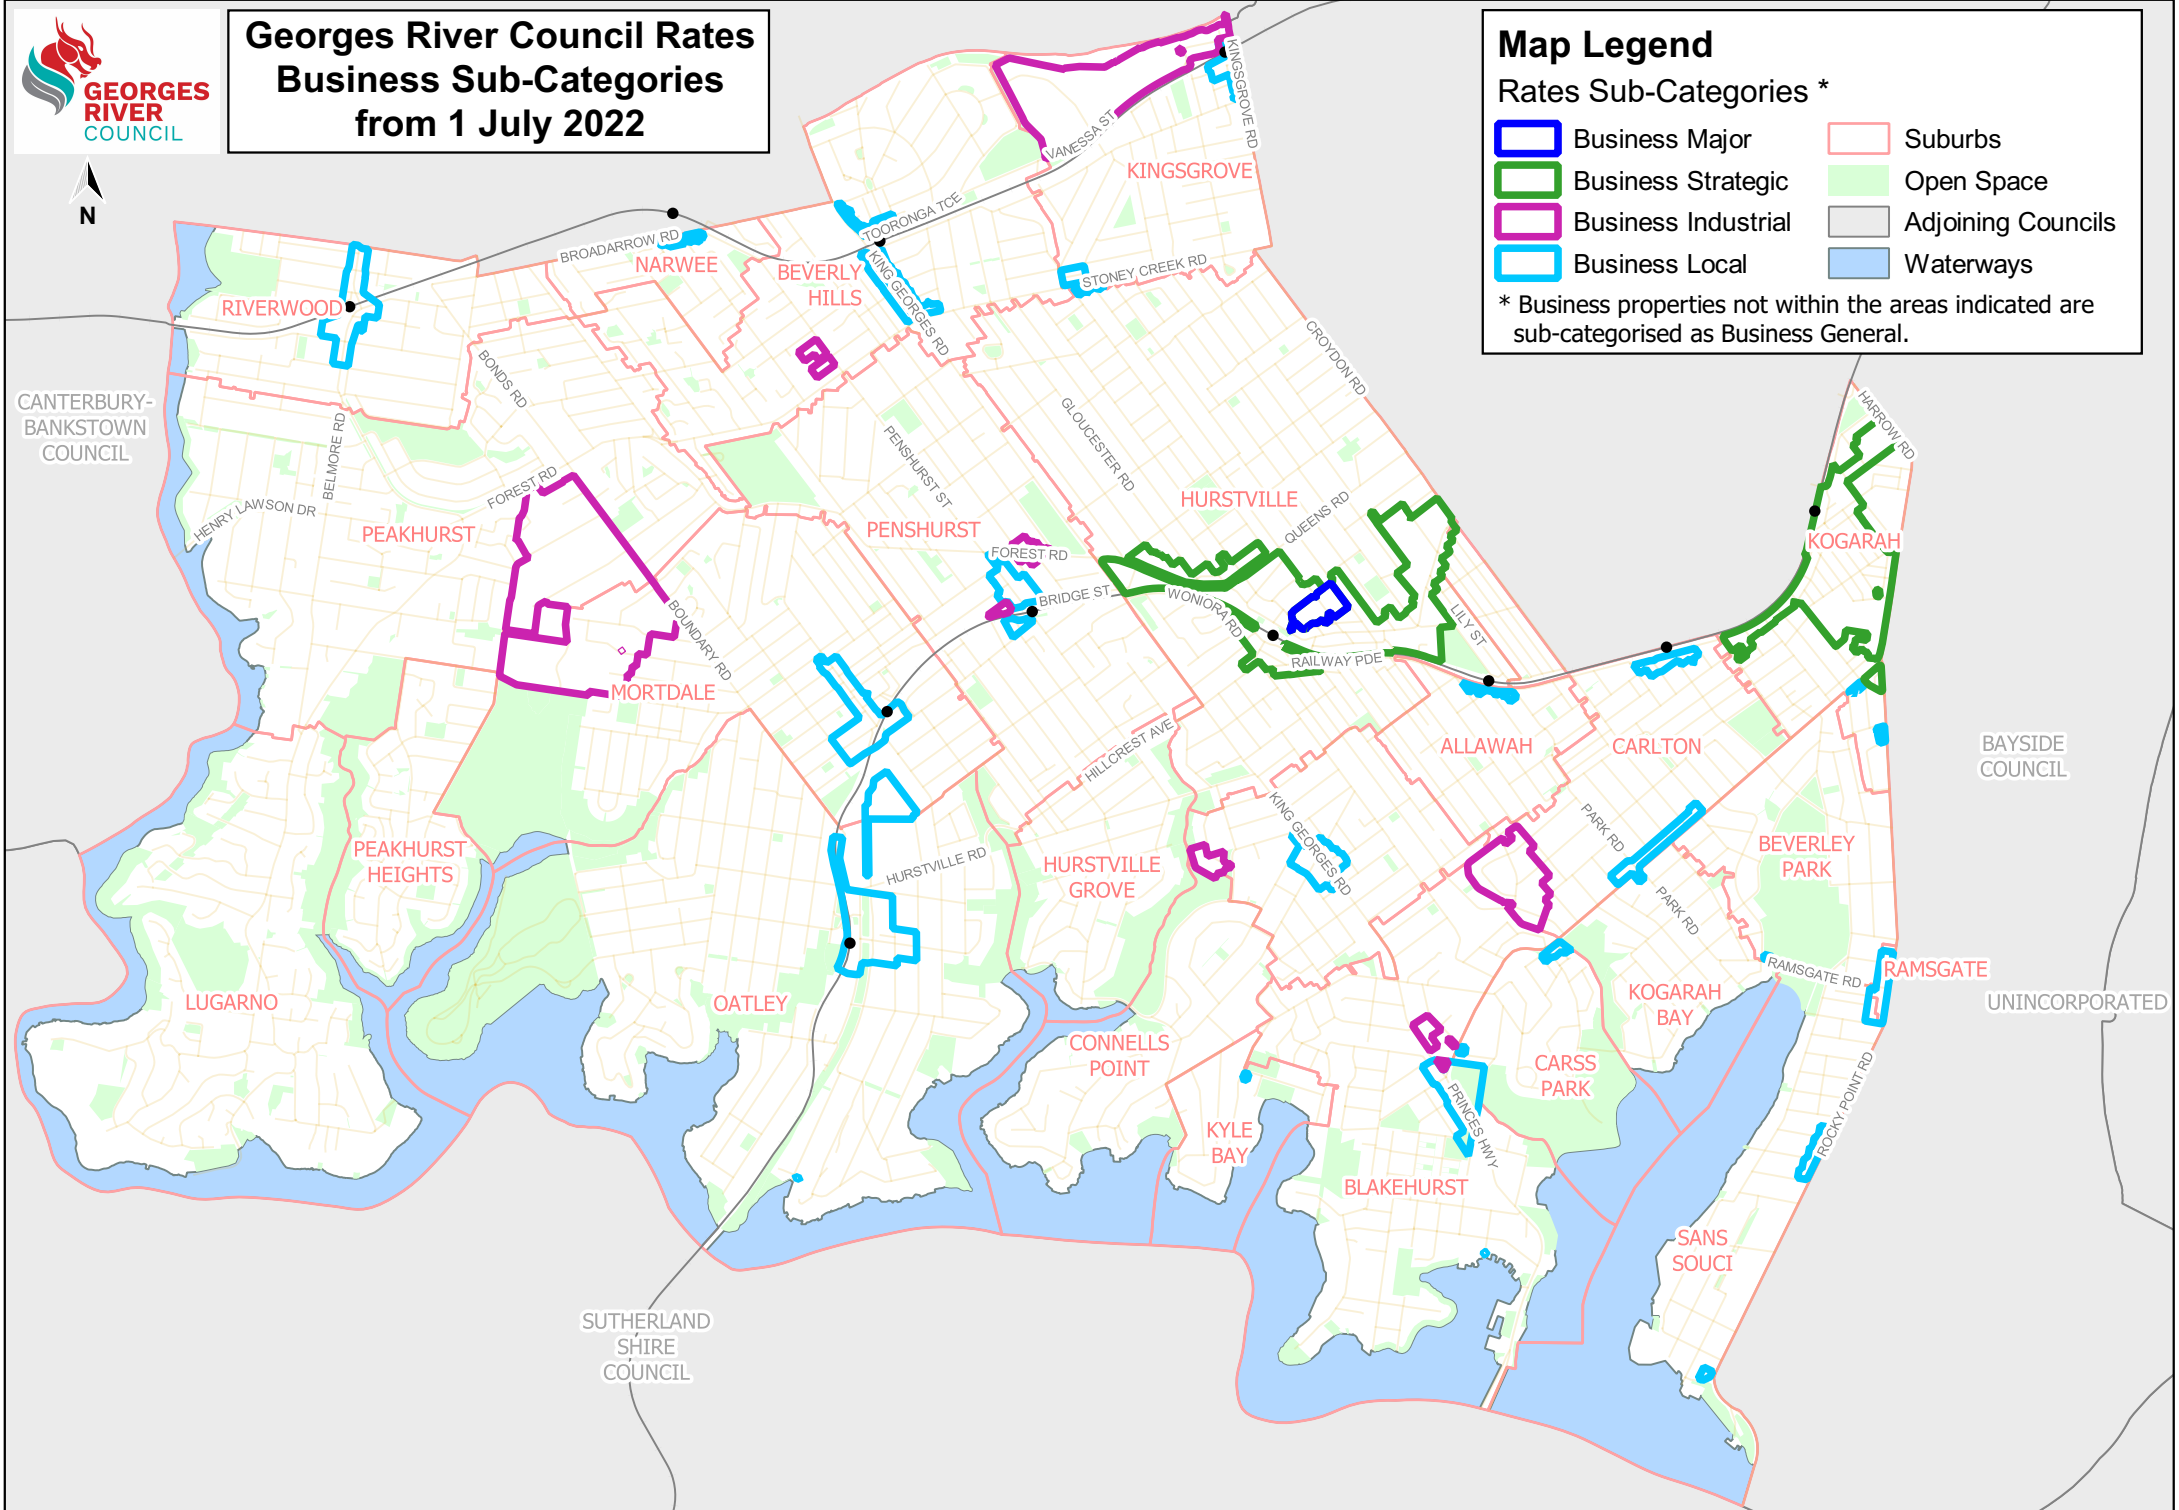 GEORGES
RIVER
COUNCIL
Georges River Council Rates
Business Sub-Categories
from 1 July 2022
N
Map Legend
Rates Sub-Categories *
Business Major
Business Strategic
Business Industrial
Business Local
Suburbs
Open Space
Adjoining Councils
Waterways
* Business properties not within the areas indicated are
sub-categorised as Business General.
KINGSGROVE RD
VANESSA ST
KINGSGROVE
TOORONGA TCE
BROADARROW RD
NARWEE
BEVERLY
HILLS
KING GEORGES RD
STONEY CREEK RD
RIVERWOOD
CROYDON RD
BONDS RD
CANTERBURY-
BANKSTOWN
COUNCIL
BELMORE RD
GLOUCESTER RD
PENSHURST ST
HARROW RD
FOREST RD
HENRY LAWSON DR
PEAKHURST
HURSTVILLE
QUEENS RD
PENSHURST
FOREST RD
KOGARAH
BRIDGE ST
WONIORA RD
LILY ST
BOUNDARY RD
RAILWAY PDE
MORTDALE
HILLCREST AVE
ALLAWAH
CARLTON
BAYSIDE
COUNCIL
KING GEORGES RD
PARK RD
PEAKHURST
HEIGHTS
HURSTVILLE RD
HURSTVILLE
GROVE
BEVERLEY
PARK
PARK RD
RAMSGATE RD
RAMSGATE
LUGARNO
OATLEY
KOGARAH
BAY
UNINCORPORATED
CONNELLS
POINT
CARSS
PARK
KYLE
BAY
PRINCES HWY
ROCKY POINT RD
BLAKEHURST
SANS
SOUCI
SUTHERLAND
SHIRE
COUNCIL